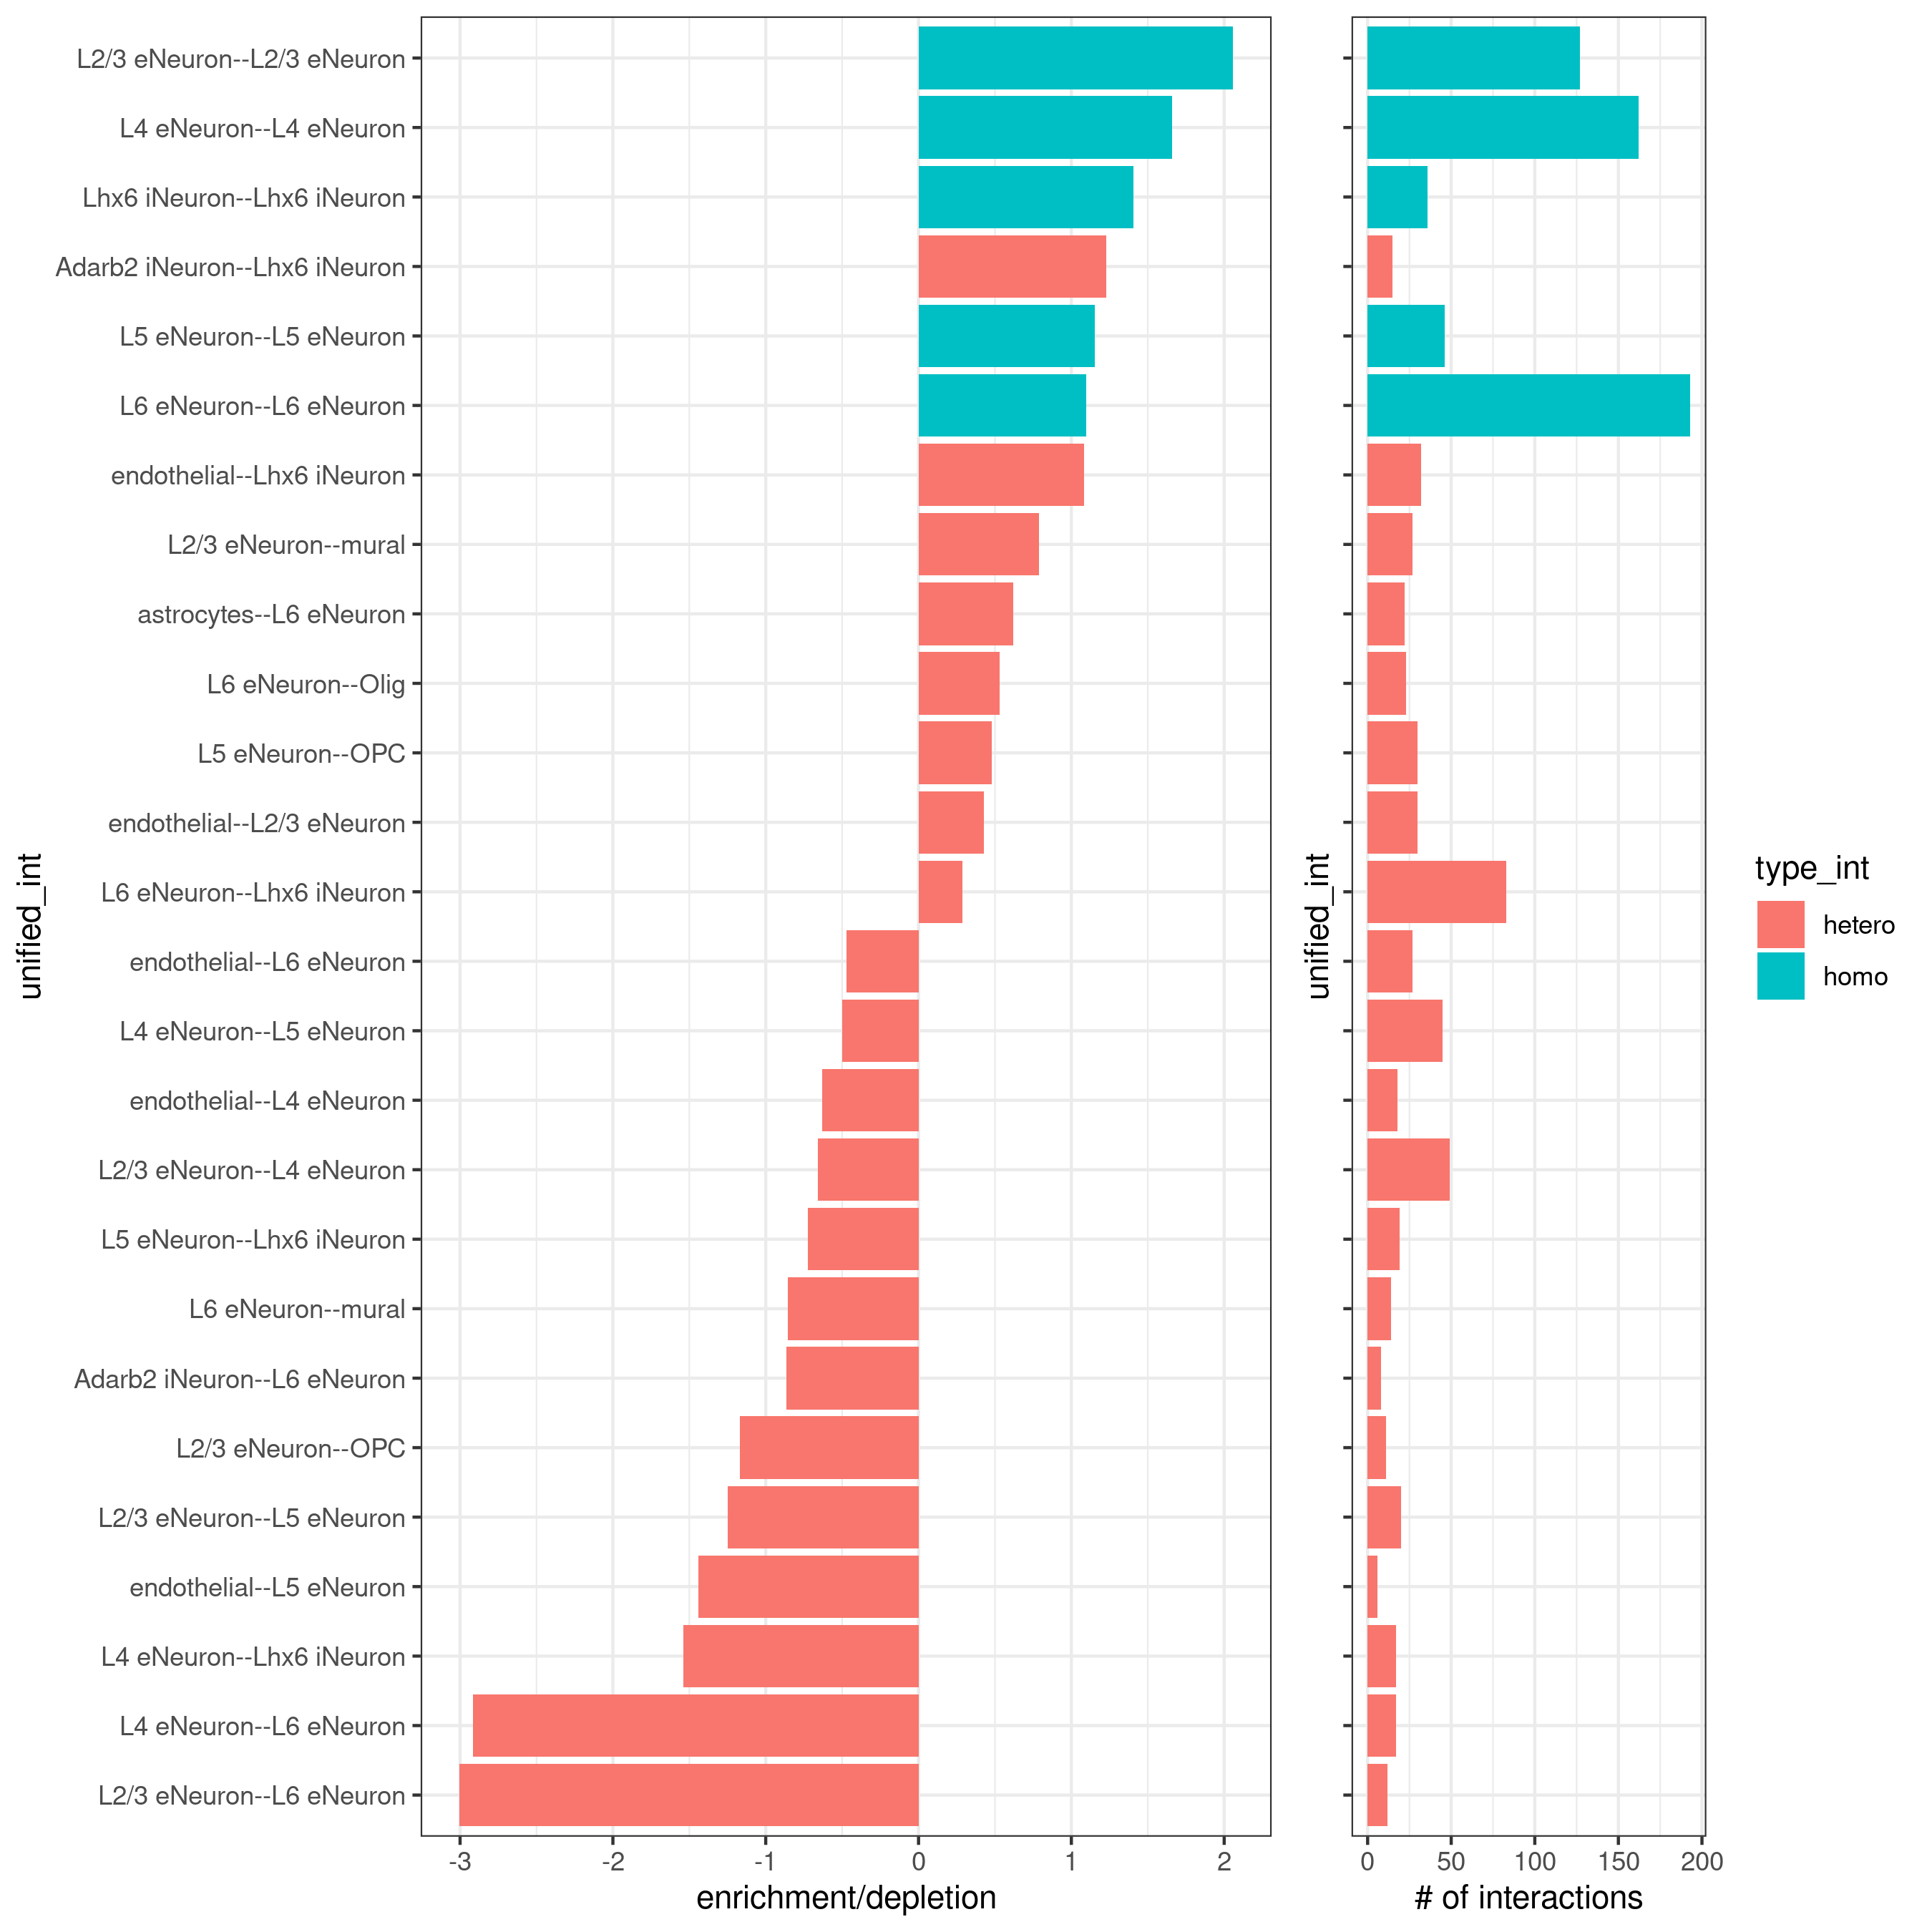 L2/3 eNeuron--L2/3 eNeuron
L4 eNeuron--L4 eNeuron
Lhx6 iNeuron--Lhx6 iNeuron
Adarb2 iNeuron--Lhx6 iNeuron
L5 eNeuron--L5 eNeuron
L6 eNeuron--L6 eNeuron
endothelial--Lhx6 iNeuron
L2/3 eNeuron--mural
astrocytes--L6 eNeuron
L6 eNeuron--Olig
L5 eNeuron--OPC
endothelial--L2/3 eNeuron
L6 eNeuron--Lhx6 iNeuron
endothelial--L6 eNeuron
L4 eNeuron--L5 eNeuron
endothelial--L4 eNeuron
L2/3 eNeuron--L4 eNeuron
L5 eNeuron--Lhx6 iNeuron
L6 eNeuron--mural
Adarb2 iNeuron--L6 eNeuron
L2/3 eNeuron--OPC
L2/3 eNeuron--L5 eNeuron
endothelial--L5 eNeuron
L4 eNeuron--Lhx6 iNeuron
L4 eNeuron--L6 eNeuron
L2/3 eNeuron--L6 eNeuron
unified_int
-3 -2 -1 0 1 2
enrichment/depletion
unified_int
0 50 100 150 200
# of interactions
type_int
hetero
homo